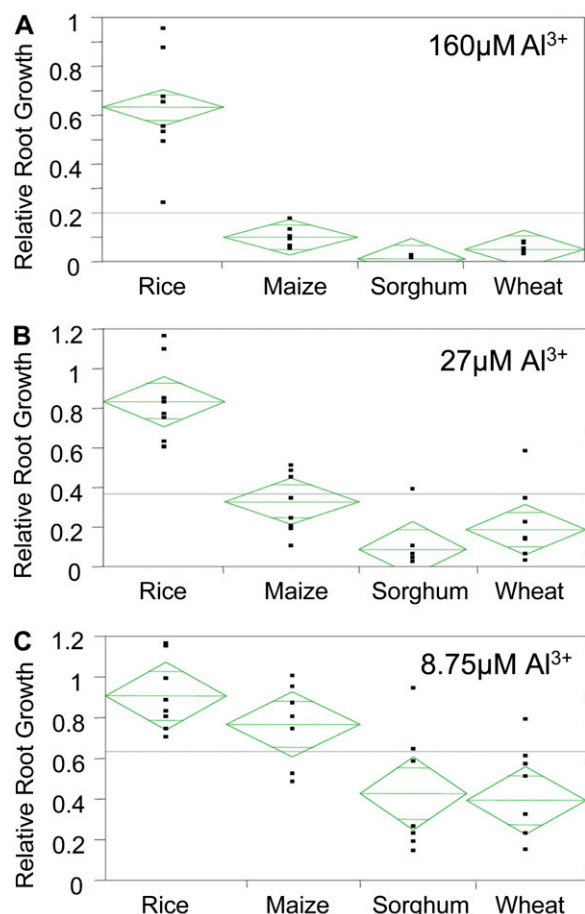 A
160µM Al³⁺
Relative Root Growth
1
0.8
0.6
0.4
0.2
0
Rice Maize Sorghum Wheat
B
27µM Al³⁺
Relative Root Growth
1.2
1
0.8
0.6
0.4
0.2
0
Rice Maize Sorghum Wheat
C
8.75µM Al³⁺
Relative Root Growth
1.2
1
0.8
0.6
0.4
0.2
0
Rice Maize Sorghum Wheat